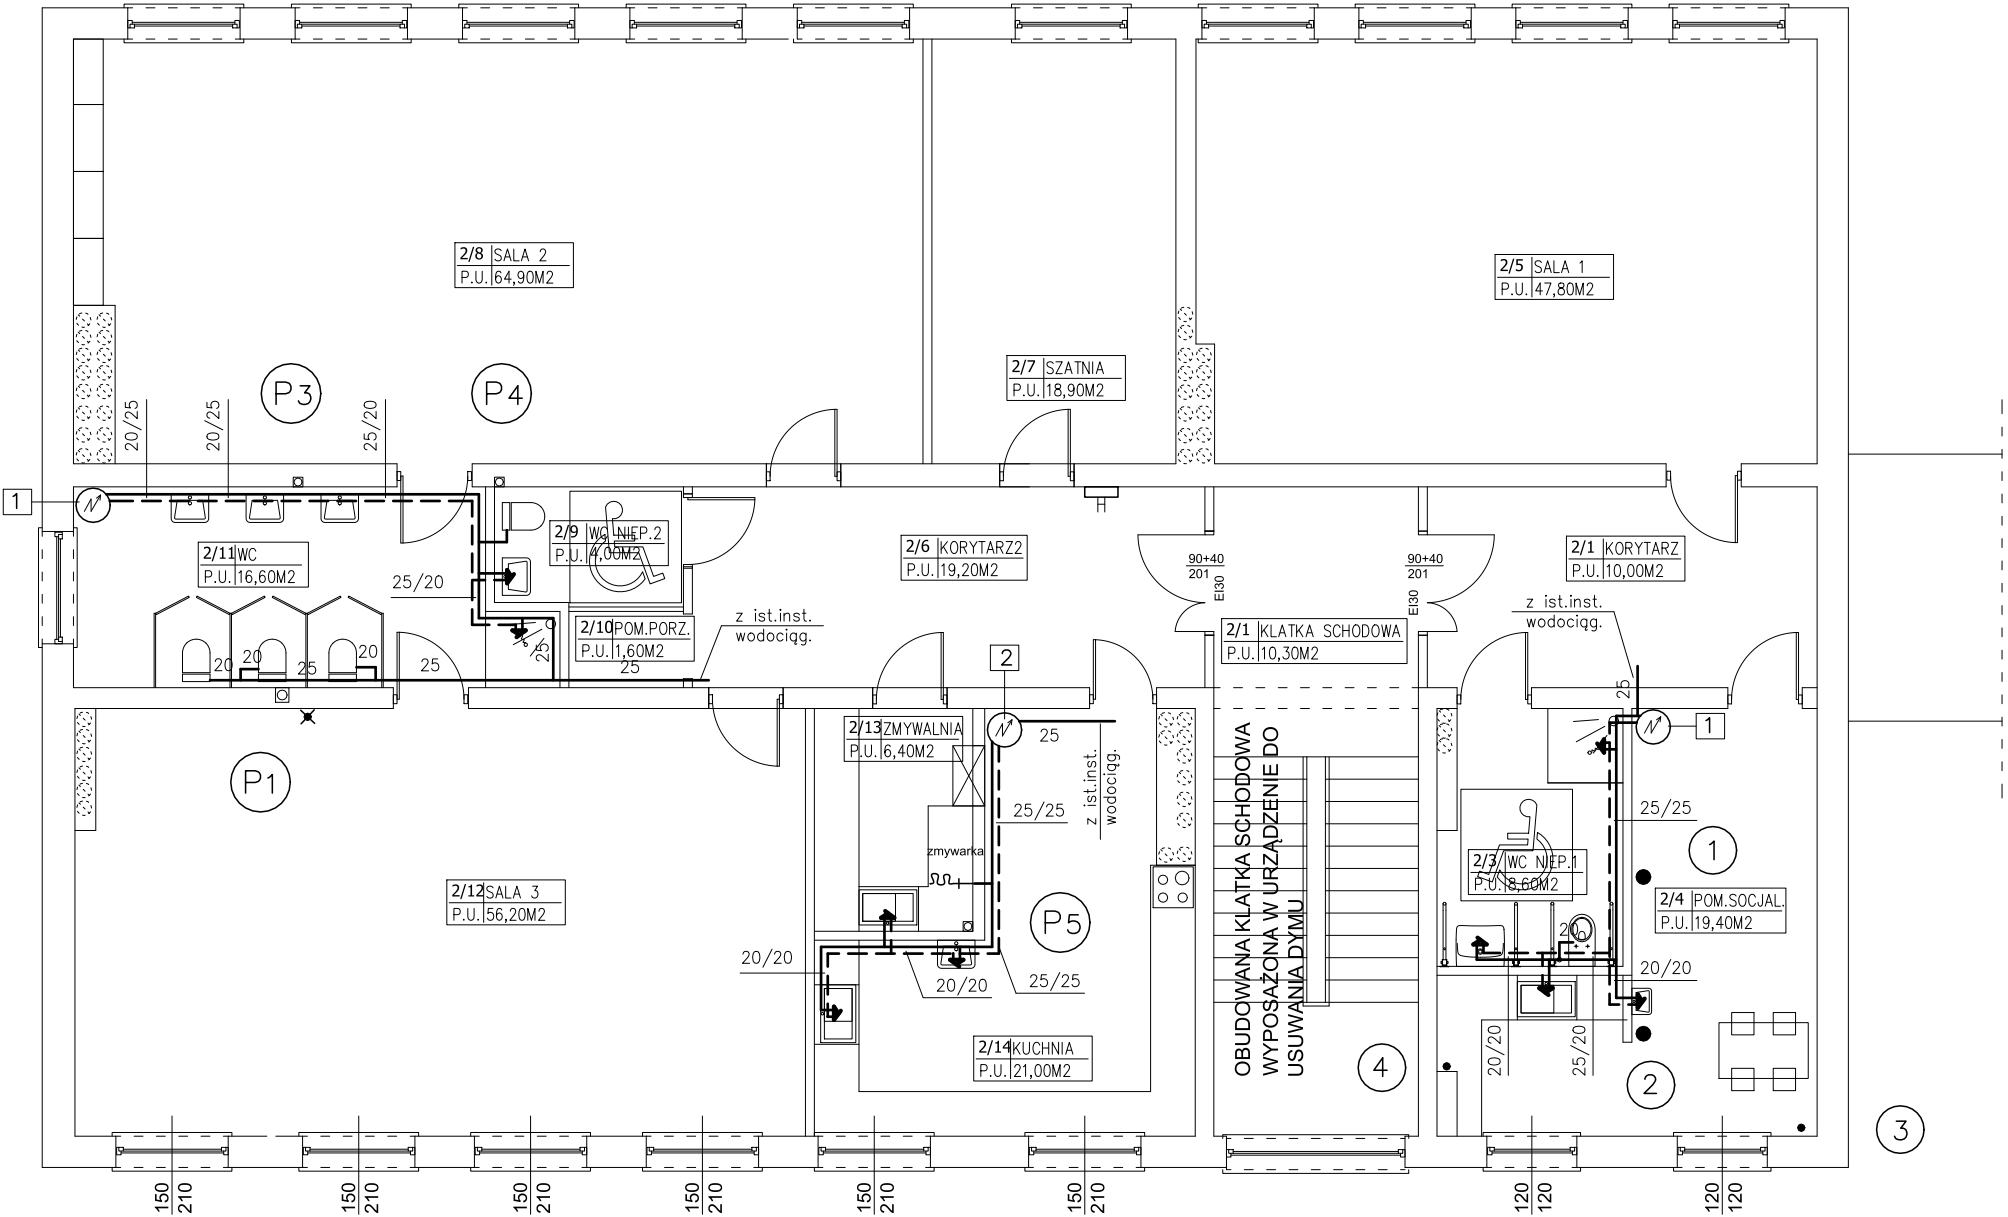 2/8 SALA 2
P.U. 64,90M2
2/5 SALA 1
P.U. 47,80M2
2/7 SZATNIA
P.U. 18,90M2
P3
P4
20/25
20/25
25/20
1
2/11 WC
P.U. 16,60M2
2/9 WC NIEP.2
P.U. 4,00M2
25/20
2/6 KORYTARZ2
P.U. 19,20M2
H
90+40
201
EI30
90+40
201
EI30
2/1 KORYTARZ
P.U. 10,00M2
z ist.inst.
wodociąg.
z ist.inst.
wodociąg.
2/10 POM.PORZ.
P.U. 1,60M2
2/1 KLATKA SCHODOWA
P.U. 10,30M2
20
20
25
20
25
25
25
2
25
2/13 ZMYWALNIA
P.U. 6,40M2
25
z ist.inst.
wodociąg.
1
P1
25/25
zmywarka
OBUDOWANA KLATKA SCHODOWA
WYPOSAŻONA W URZĄDZENIE DO
USUWANIA DYMU
25/25
1
2/3 WC NIEP.1
P.U. 8,60M2
2/12 SALA 3
P.U. 56,20M2
P5
2/4 POM.SOCJAL.
P.U. 19,40M2
20
20/20
20/20
25/25
20/20
2/14 KUCHNIA
P.U. 21,00M2
20/20
25/20
4
2
3
150
210
150
210
150
210
150
210
150
210
150
210
120
120
120
120